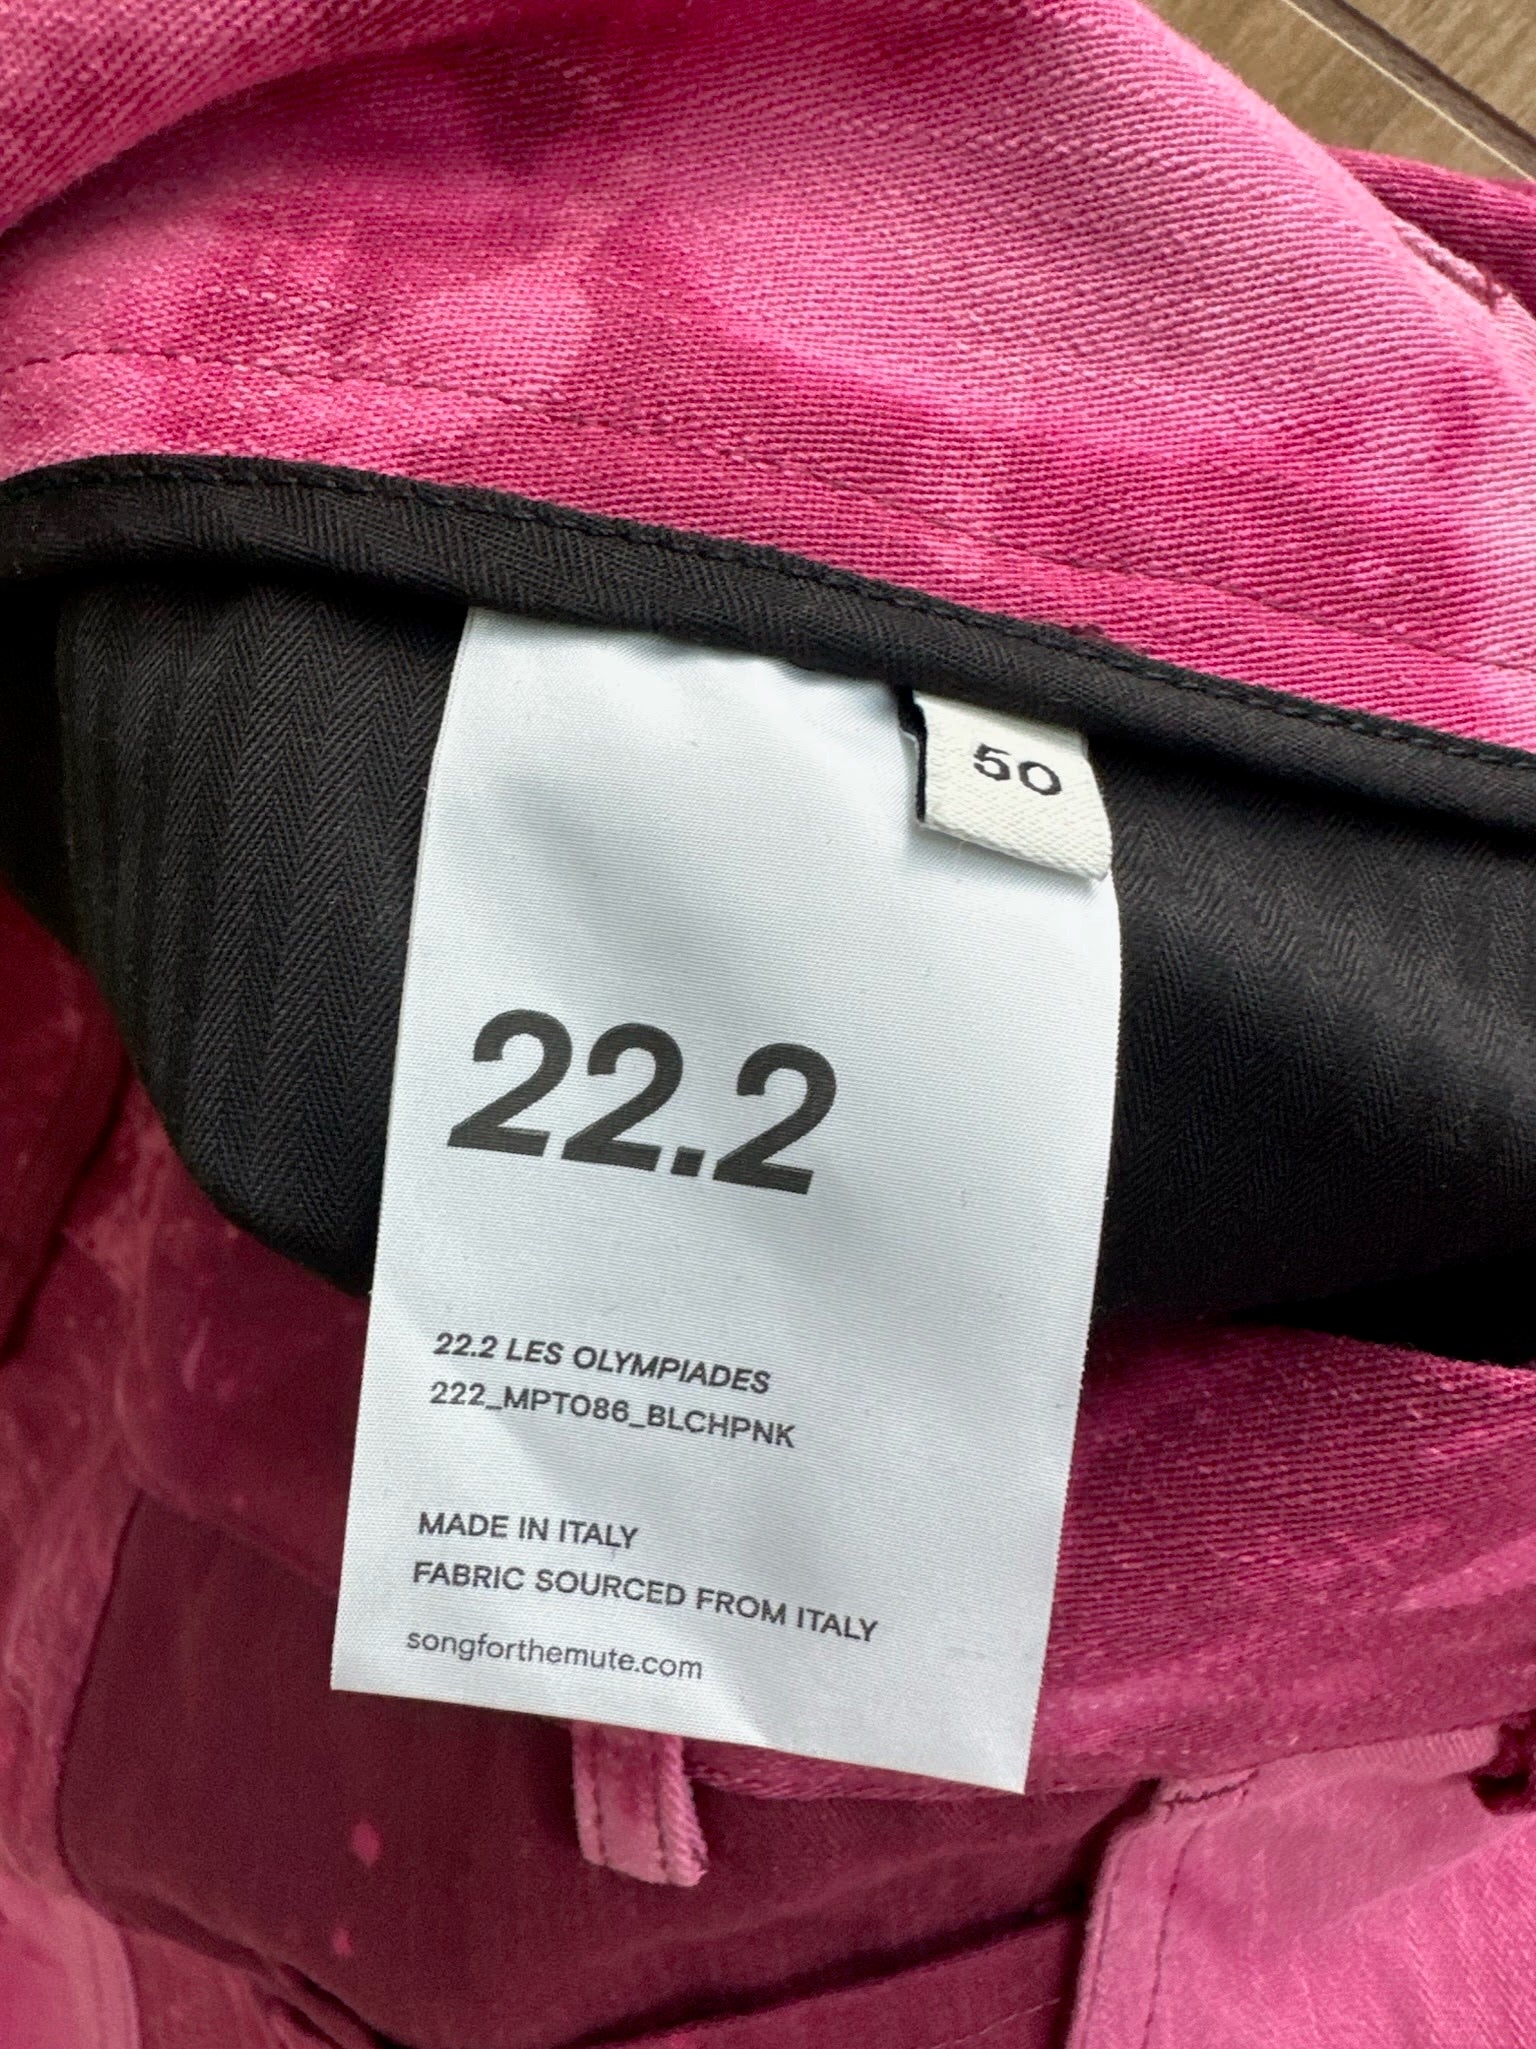 50
22.2
22.2 LES OLYMPIADES
222_MPT086_BLCHPNK
MADE IN ITALY
FABRIC SOURCED FROM ITALY
songforthemute.com